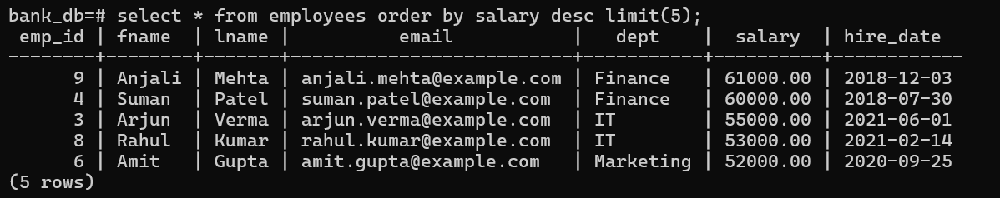 bank_db=# select * from employees order by salary desc limit(5);
 emp_id | fname  | lname |          email           |   dept    |  salary  | hire_date
--------+--------+-------+--------------------------+-----------+----------+------------
      9 | Anjali | Mehta | anjali.mehta@example.com | Finance   | 61000.00 | 2018-12-03
      4 | Suman  | Patel | suman.patel@example.com  | Finance   | 60000.00 | 2018-07-30
      3 | Arjun  | Verma | arjun.verma@example.com  | IT        | 55000.00 | 2021-06-01
      8 | Rahul  | Kumar | rahul.kumar@example.com  | IT        | 53000.00 | 2021-02-14
      6 | Amit   | Gupta | amit.gupta@example.com   | Marketing | 52000.00 | 2020-09-25
(5 rows)